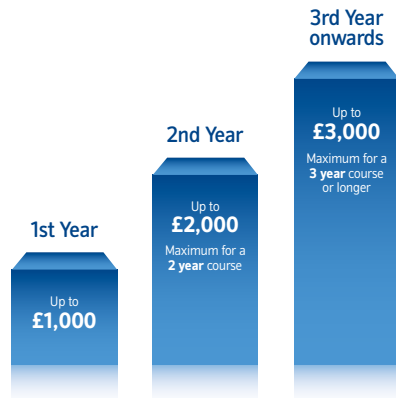 1st Year
Up to
£1,000
2nd Year
Up to
£2,000
Maximum for a
2 year course
3rd Year
onwards
Up to
£3,000
Maximum for a
3 year course
or longer